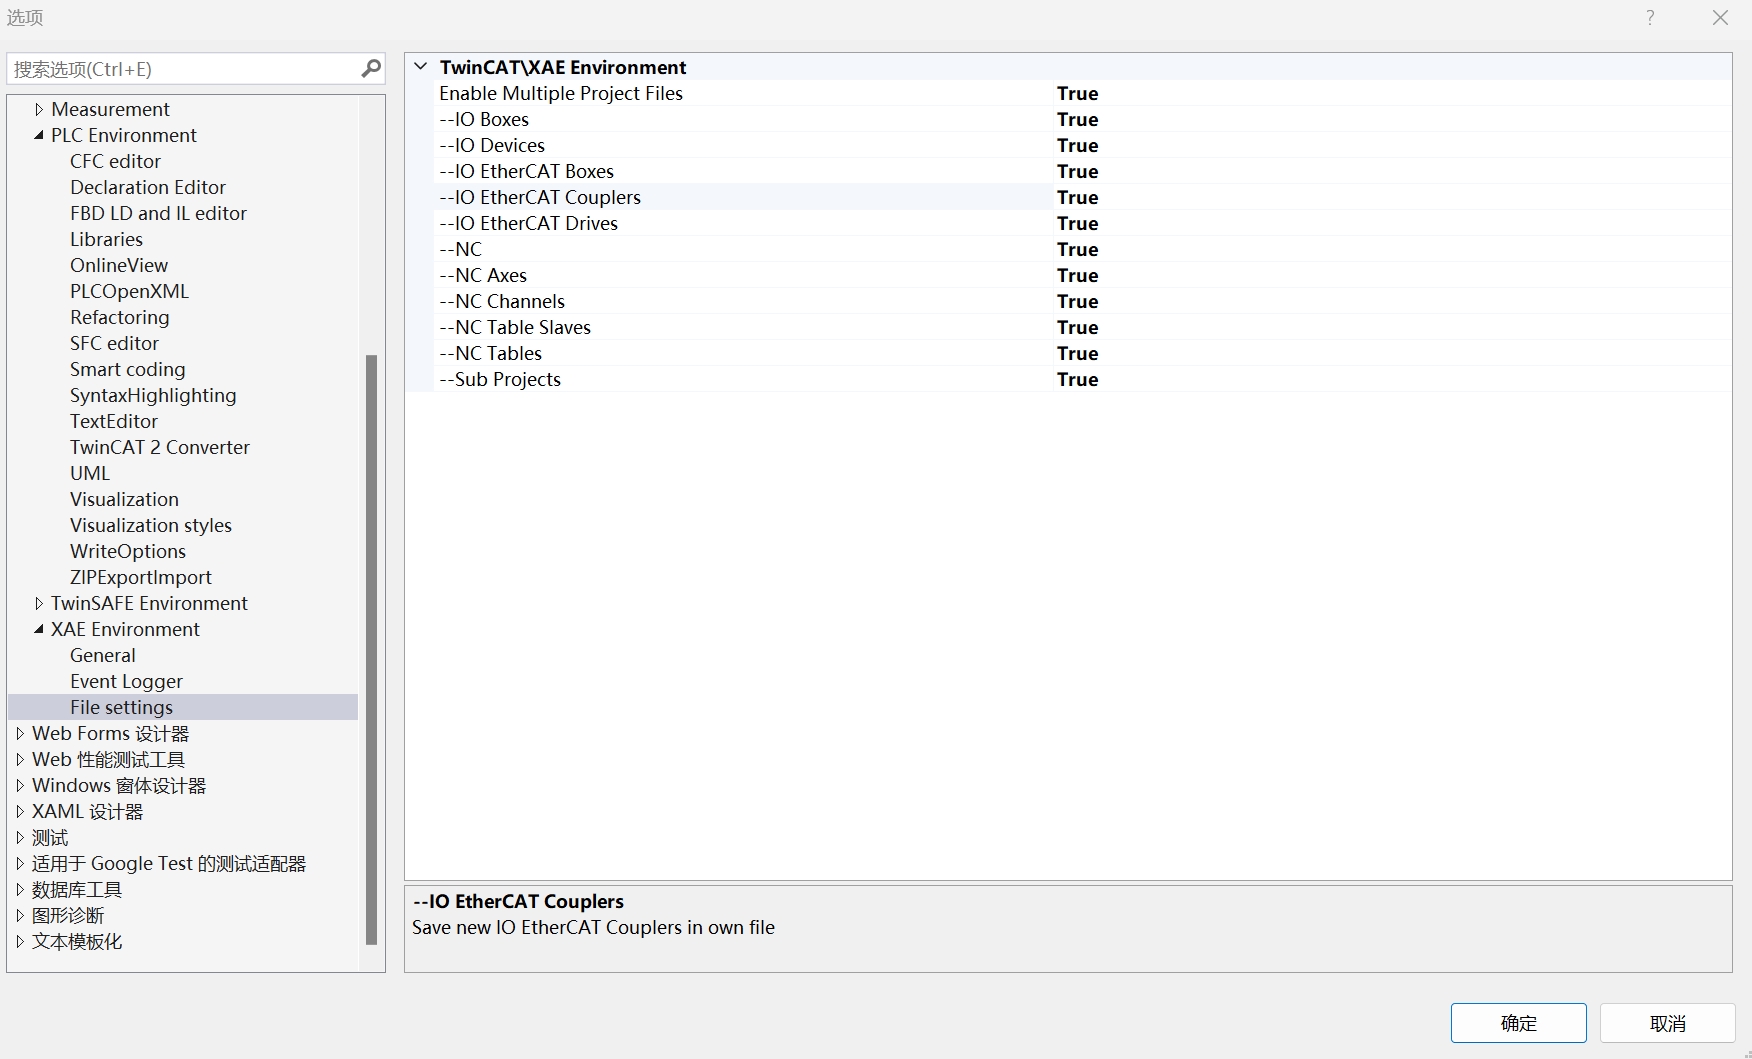 选项
?
搜索选项(Ctrl+E)
Measurement
PLC Environment
CFC editor
Declaration Editor
FBD LD and IL editor
Libraries
OnlineView
PLCOpenXML
Refactoring
SFC editor
Smart coding
SyntaxHighlighting
TextEditor
TwinCAT 2 Converter
UML
Visualization
Visualization styles
WriteOptions
ZIPExportImport
TwinSAFE Environment
XAE Environment
General
Event Logger
File settings
Web Forms 设计器
Web 性能测试工具
Windows 窗体设计器
XAML 设计器
测试
适用于 Google Test 的测试适配器
数据库工具
图形诊断
文本模板化
TwinCAT\XAE Environment
Enable Multiple Project Files True
--IO Boxes True
--IO Devices True
--IO EtherCAT Boxes True
--IO EtherCAT Couplers True
--IO EtherCAT Drives True
--NC True
--NC Axes True
--NC Channels True
--NC Table Slaves True
--NC Tables True
--Sub Projects True
--IO EtherCAT Couplers
Save new IO EtherCAT Couplers in own file
确定 取消